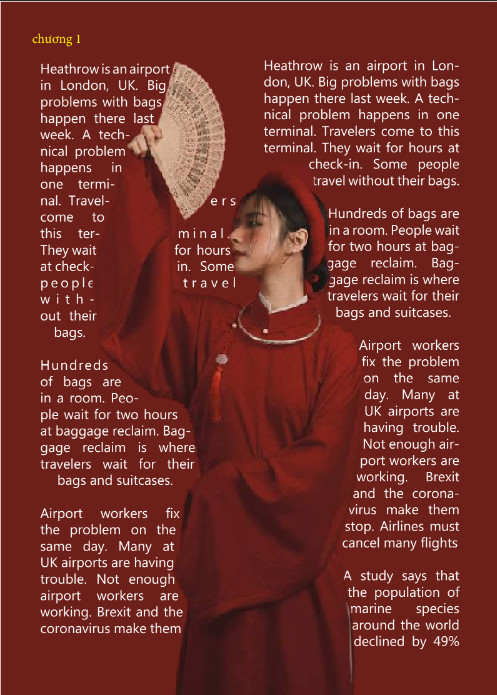 chương 1
Heathrow is an airport
in London, UK. Big
problems with bags
happen there last
week. A tech-
nical problem
happens in
one termi-
nal. Travel- ers
come to
this ter- minal.
They wait for hours
at check- in. Some
people travel
with-
out their
bags.
Hundreds
of bags are
in a room. Peo-
ple wait for two hours
at baggage reclaim. Bag-
gage reclaim is where
travelers wait for their
bags and suitcases.
Airport workers fix
the problem on the
same day. Many at
UK airports are having
trouble. Not enough
airport workers are
working. Brexit and the
coronavirus make them
Heathrow is an airport in Lon-
don, UK. Big problems with bags
happen there last week. A tech-
nical problem happens in one
terminal. Travelers come to this
terminal. They wait for hours at
check-in. Some people
travel without their bags.
Hundreds of bags are
in a room. People wait
for two hours at bag-
gage reclaim. Bag-
gage reclaim is where
travelers wait for their
bags and suitcases.
Airport workers
fix the problem
on the same
day. Many at
UK airports are
having trouble.
Not enough air-
port workers are
working. Brexit
and the corona-
virus make them
stop. Airlines must
cancel many flights
A study says that
the population of
marine species
around the world
declined by 49%